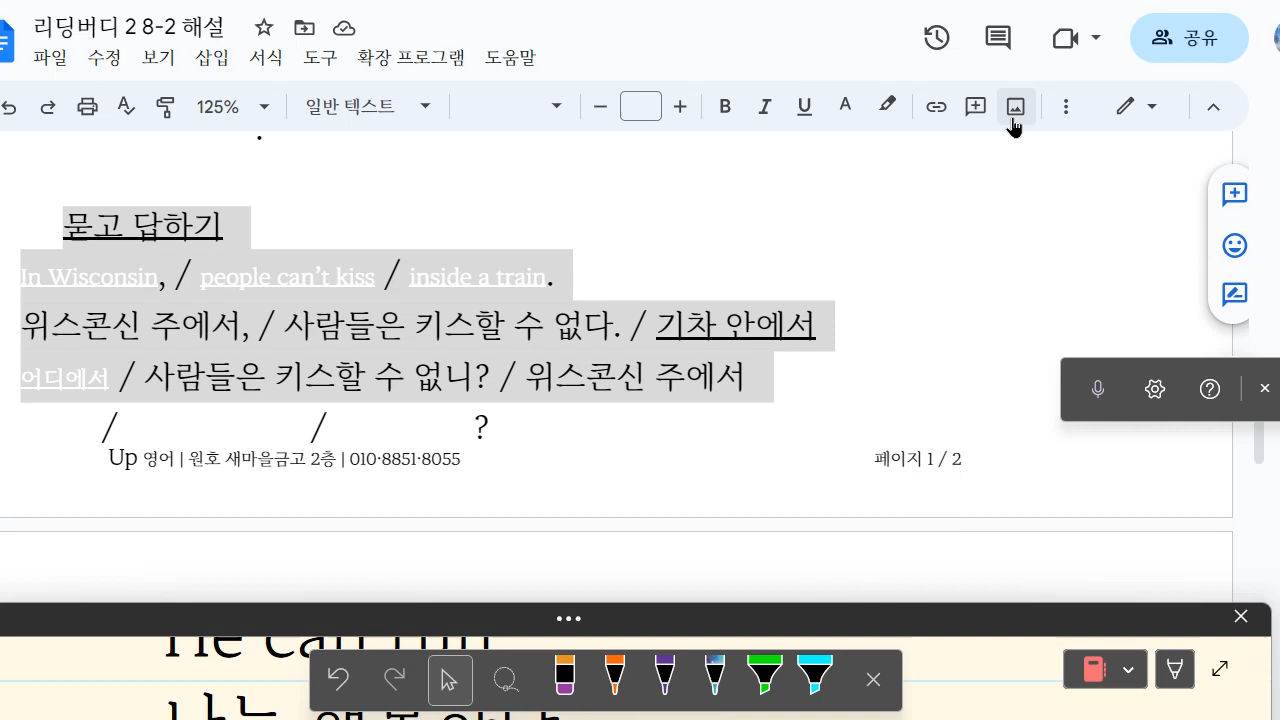 리딩버디 2 8-2 해설
파일 수정 보기 삽입 서식 도구 확장 프로그램 도움말
공유
125% 일반 텍스트 B I U A
묻고 답하기
In Wisconsin, / people can't kiss / inside a train.
위스콘신 주에서, / 사람들은 키스할 수 없다. / 기차 안에서
어디에서 / 사람들은 키스할 수 없니? / 위스콘신 주에서
/ / ?
Up 영어 | 원호 새마을금고 2층 | 010·8851·8055 페이지 1 / 2
He can run
나는